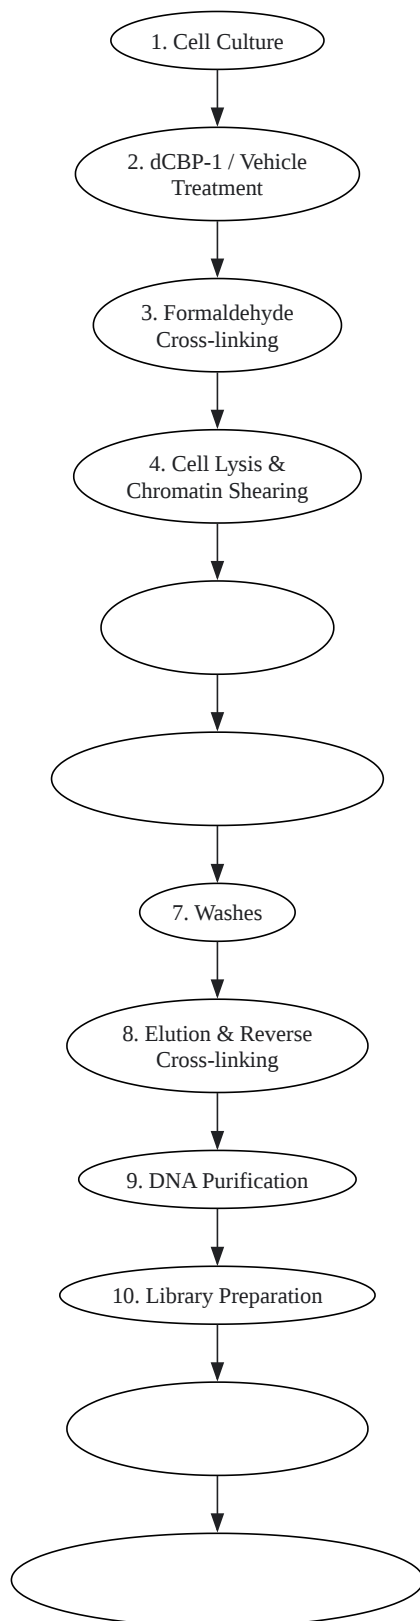 1. Cell Culture
2. dCBP-1 / Vehicle
Treatment
3. Formaldehyde
Cross-linking
4. Cell Lysis &
Chromatin Shearing
7. Washes
8. Elution & Reverse
Cross-linking
9. DNA Purification
10. Library Preparation